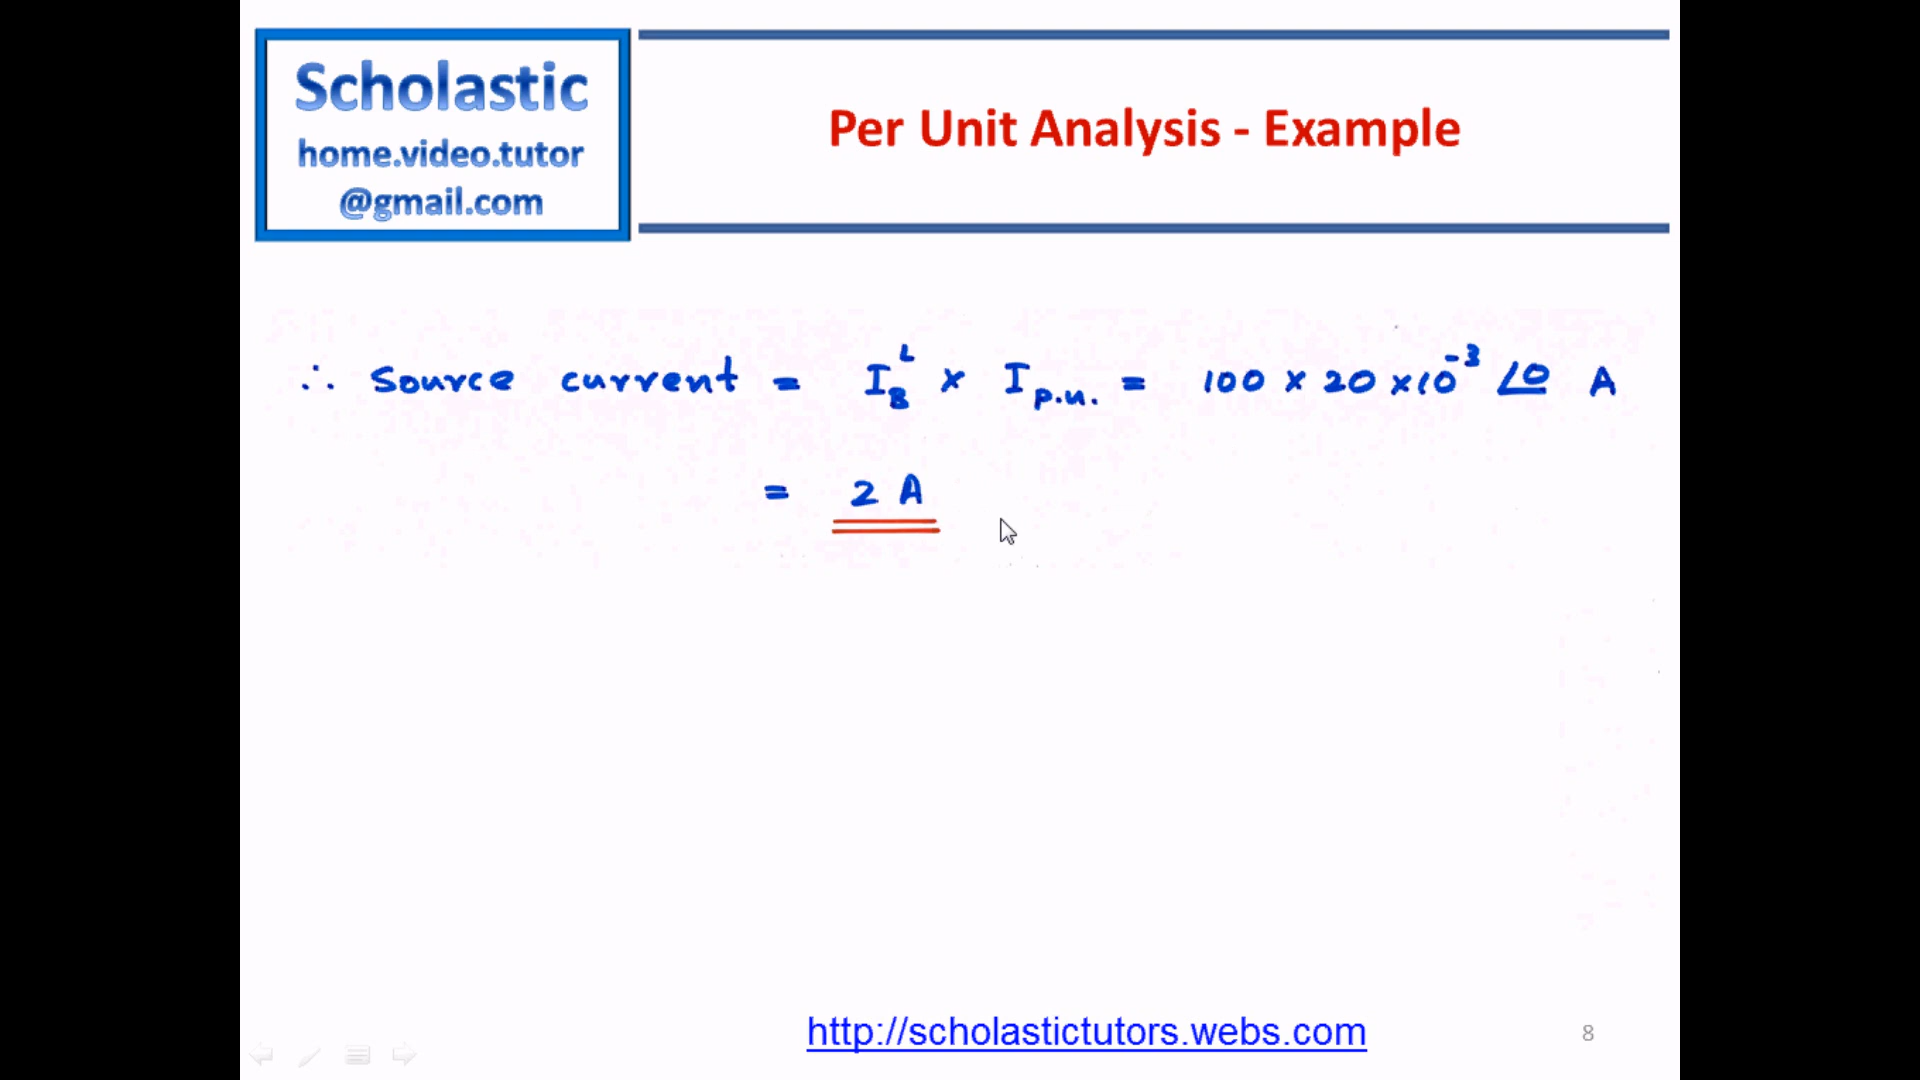 Scholastic
home.video.tutor
@gmail.com
Per Unit Analysis - Example
∴ Source current = I_B^L × I_p.u. = 100 × 20 × 10^-3 ∠0 A
= 2 A
http://scholastictutors.webs.com
8